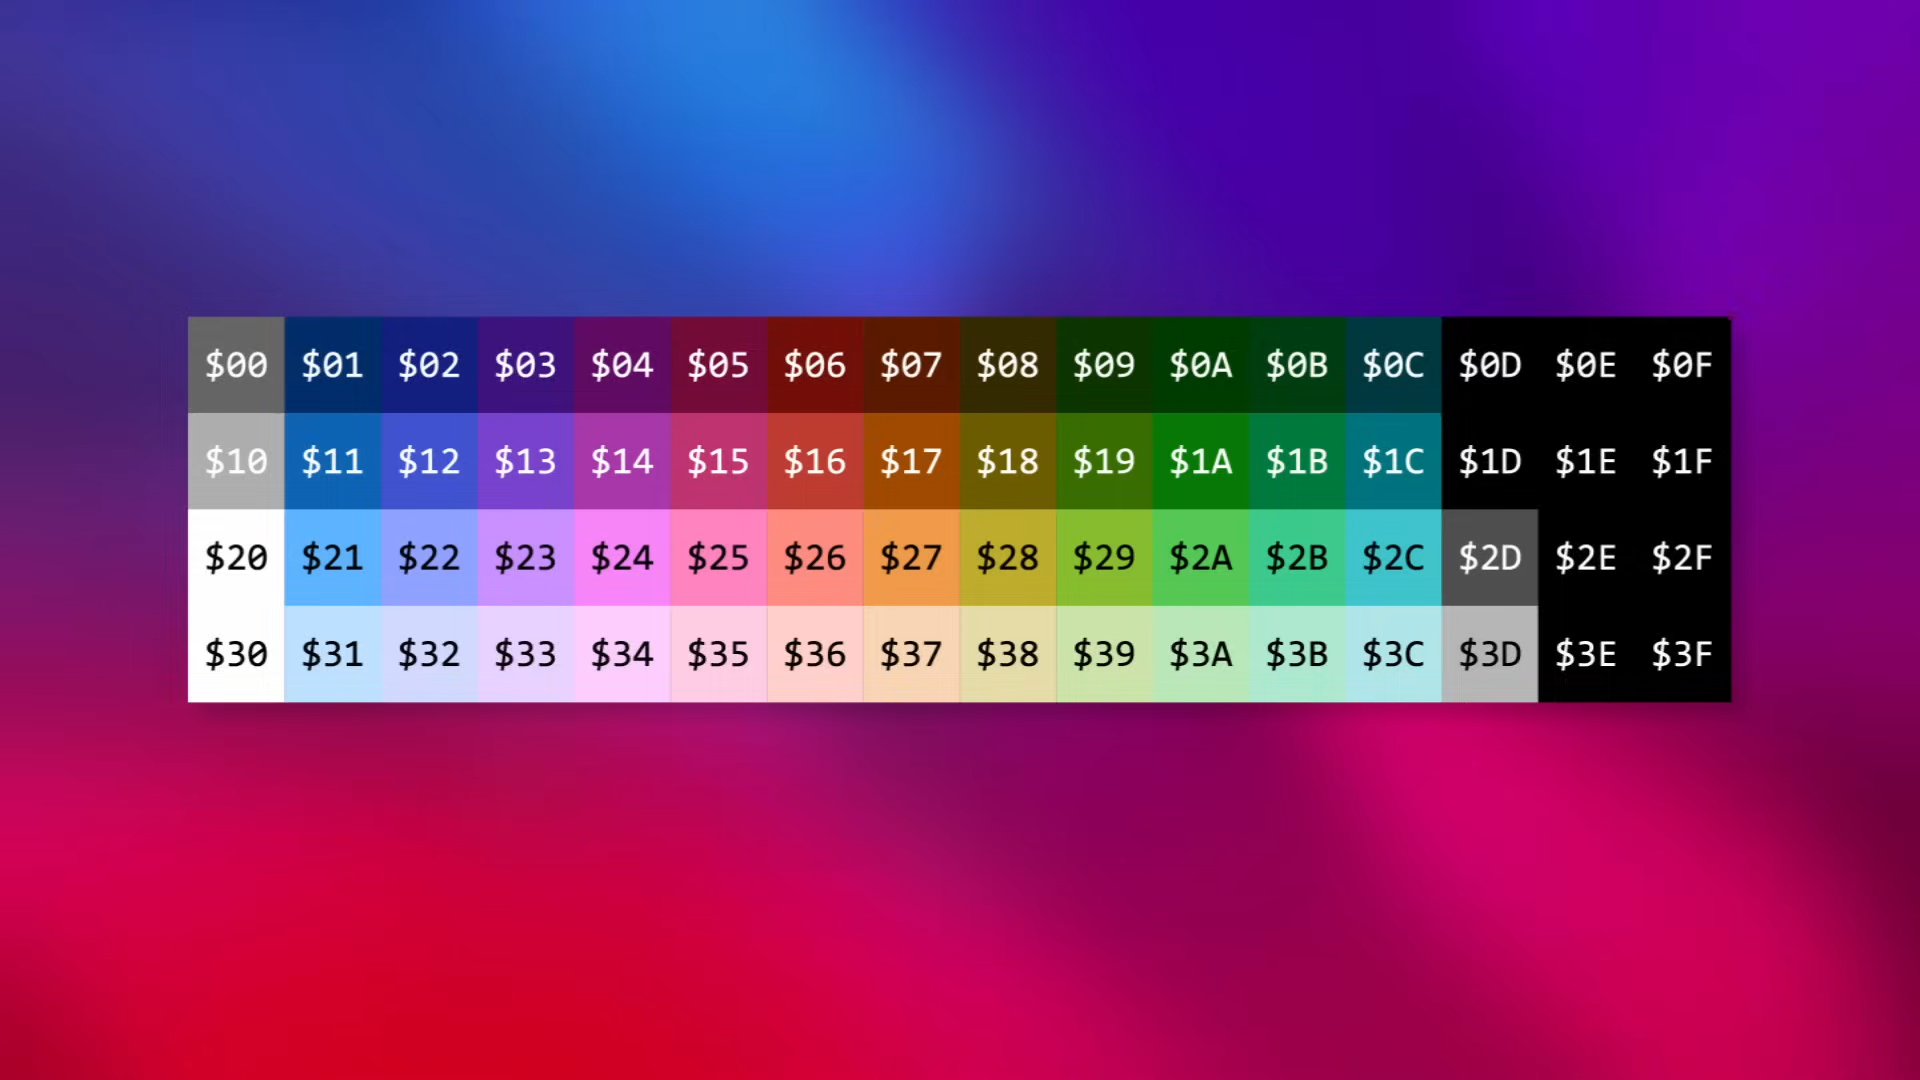 $00 $01 $02 $03 $04 $05 $06 $07 $08 $09 $0A $0B $0C $0D $0E $0F
$10 $11 $12 $13 $14 $15 $16 $17 $18 $19 $1A $1B $1C $1D $1E $1F
$20 $21 $22 $23 $24 $25 $26 $27 $28 $29 $2A $2B $2C $2D $2E $2F
$30 $31 $32 $33 $34 $35 $36 $37 $38 $39 $3A $3B $3C $3D $3E $3F